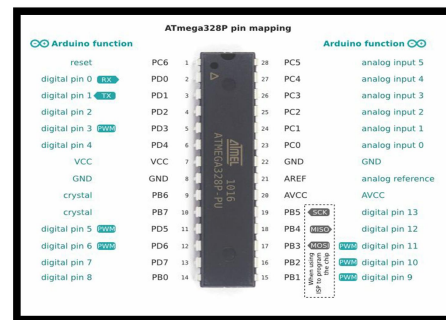 ATmega328P pin mapping
Arduino function Arduino function
reset PC6 1 28 PC5 analog input 5
digital pin 0 RX PD0 2 27 PC4 analog input 4
digital pin 1 TX PD1 3 26 PC3 analog input 3
digital pin 2 PD2 4 25 PC2 analog input 2
digital pin 3 PWM PD3 5 24 PC1 analog input 1
digital pin 4 PD4 6 23 PC0 analog input 0
VCC VCC 7 22 GND GND
GND GND 8 21 AREF analog reference
crystal PB6 9 20 AVCC AVCC
crystal PB7 10 19 PB5 SCK digital pin 13
digital pin 5 PWM PD5 11 18 PB4 MISO digital pin 12
digital pin 6 PWM PD6 12 17 PB3 MOSI PWM digital pin 11
digital pin 7 PD7 13 16 PB2 PWM digital pin 10
digital pin 8 PB0 14 15 PB1 PWM digital pin 9
When using
ISP to program
the chip
ATMEL
1016
ATMEGA328P-PU